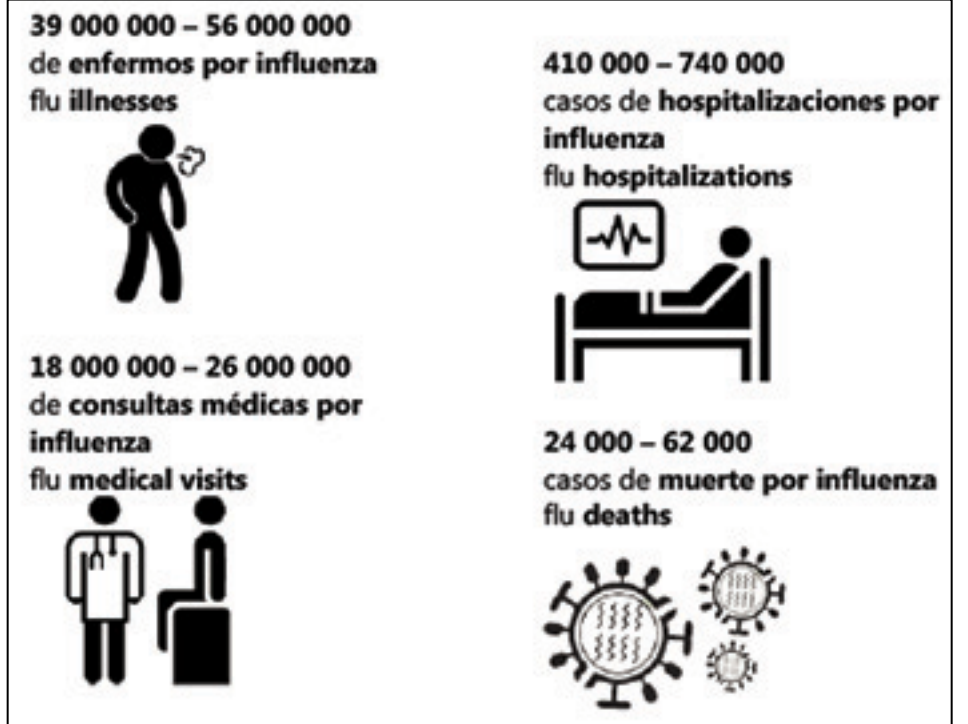 39 000 000 – 56 000 000
de enfermos por influenza
flu illnesses
18 000 000 – 26 000 000
de consultas médicas por
influenza
flu medical visits
410 000 – 740 000
casos de hospitalizaciones por
influenza
flu hospitalizations
24 000 – 62 000
casos de muerte por influenza
flu deaths